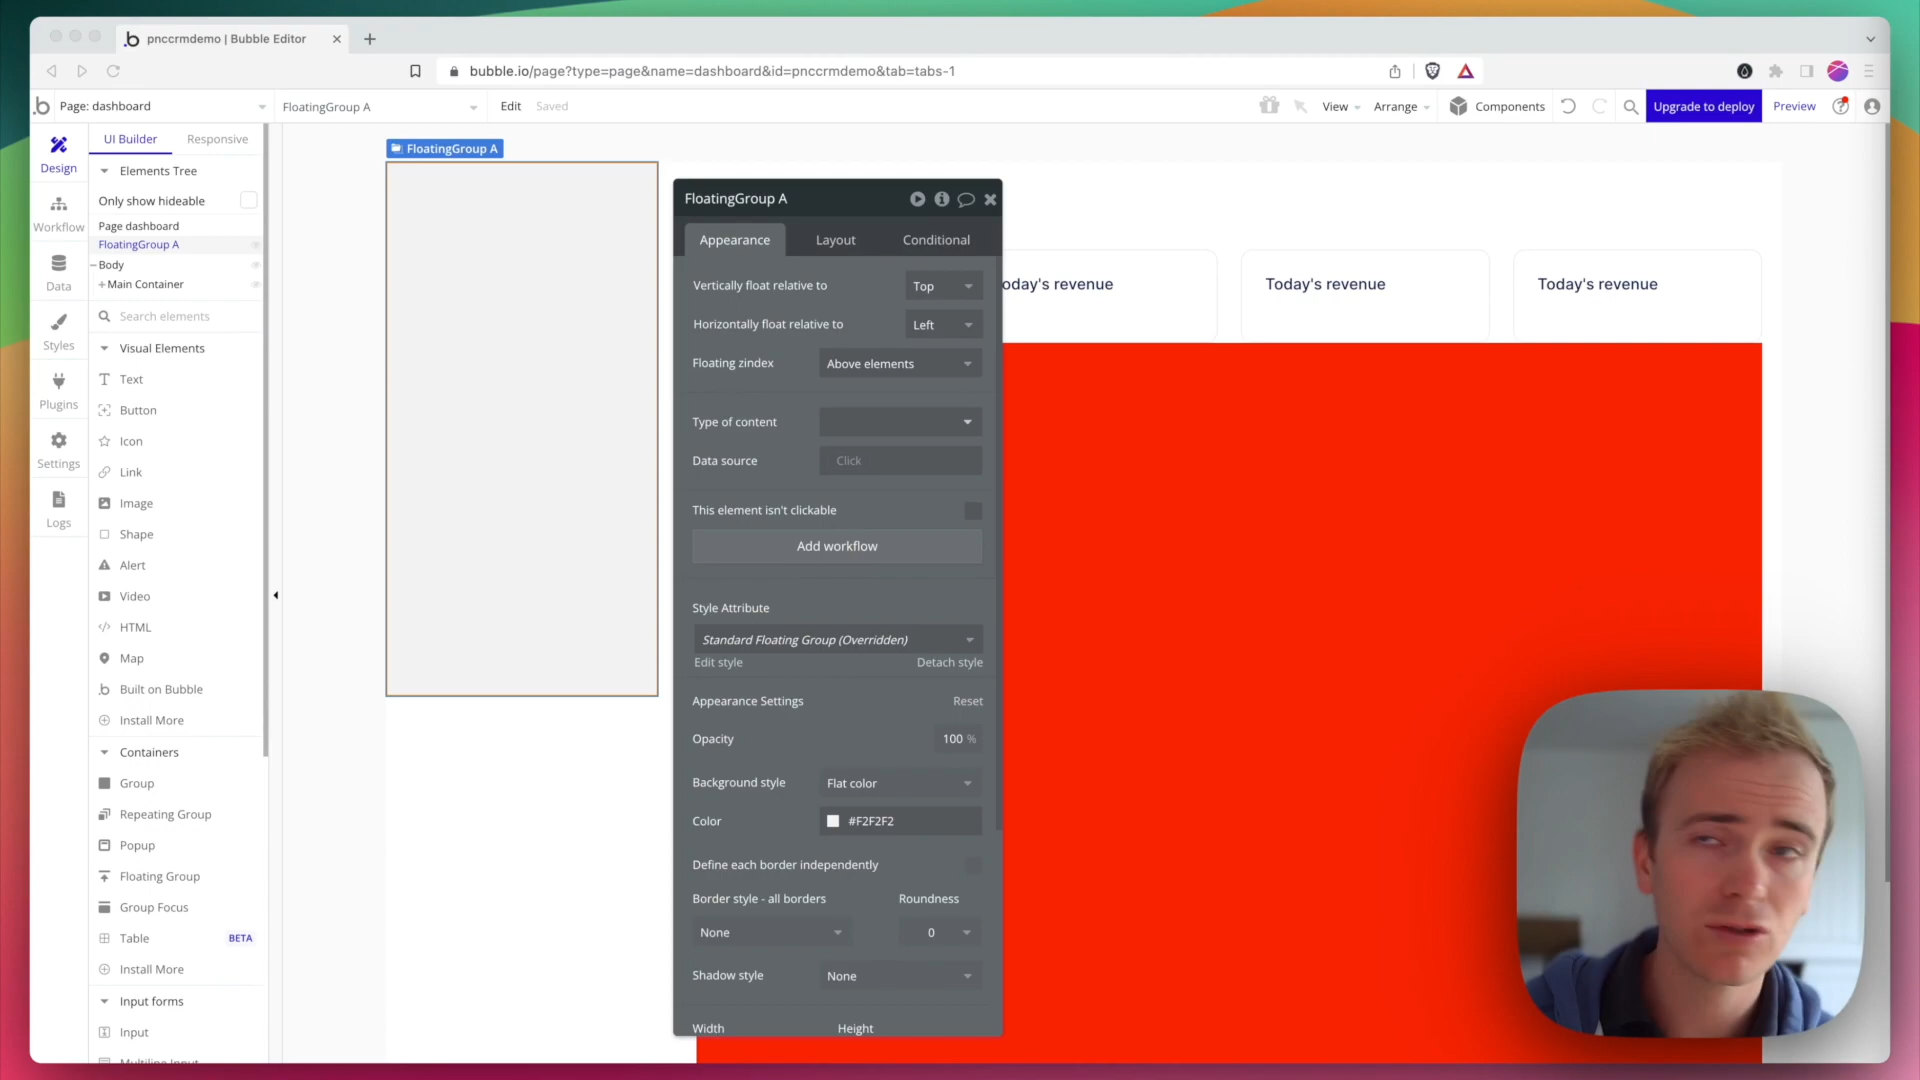 pnccrmdemo | Bubble Editor
bubble.io/page?type=page&name=dashboard&id=pnccrmdemo&tab=tabs-1
Page: dashboard
FloatingGroup A
Edit
Saved
View
Arrange
Components
Upgrade to deploy
Preview
Design
Workflow
Data
Styles
Plugins
Settings
Logs
UI Builder
Responsive
Elements Tree
Only show hideable
Page dashboard
FloatingGroup A
Body
Main Container
Search elements
Visual Elements
Text
Button
Icon
Link
Image
Shape
Alert
Video
HTML
Map
Built on Bubble
Install More
Containers
Group
Repeating Group
Popup
Floating Group
Group Focus
Table
BETA
Install More
Input forms
Input
Multiline Input
FloatingGroup A
FloatingGroup A
Appearance
Layout
Conditional
Vertically float relative to
Top
Horizontally float relative to
Left
Floating zindex
Above elements
Type of content
Data source
Click
This element isn't clickable
Add workflow
Style Attribute
Standard Floating Group (Overridden)
Edit style
Detach style
Appearance Settings
Reset
Opacity
100 %
Background style
Flat color
Color
#F2F2F2
Define each border independently
Border style - all borders
Roundness
None
0
Shadow style
None
Width
Height
oday's revenue
Today's revenue
Today's revenue